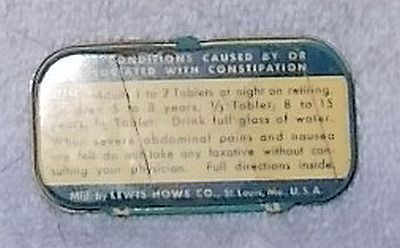 CONDITIONS CAUSED BY OR
ASSOCIATED WITH CONSTIPATION
Adults, 1 to 2 Tablets at night on retiring.
5 to 8 years, ½ Tablet, 8 to 15
years, Tablet. Drink full glass of water.
When severe abdominal pains and nausea
are felt do not take any laxative without con-
sulting your physician. Full directions inside.
Mfd. by LEWIS-HOWE CO., St. Louis, Mo., U.S.A.